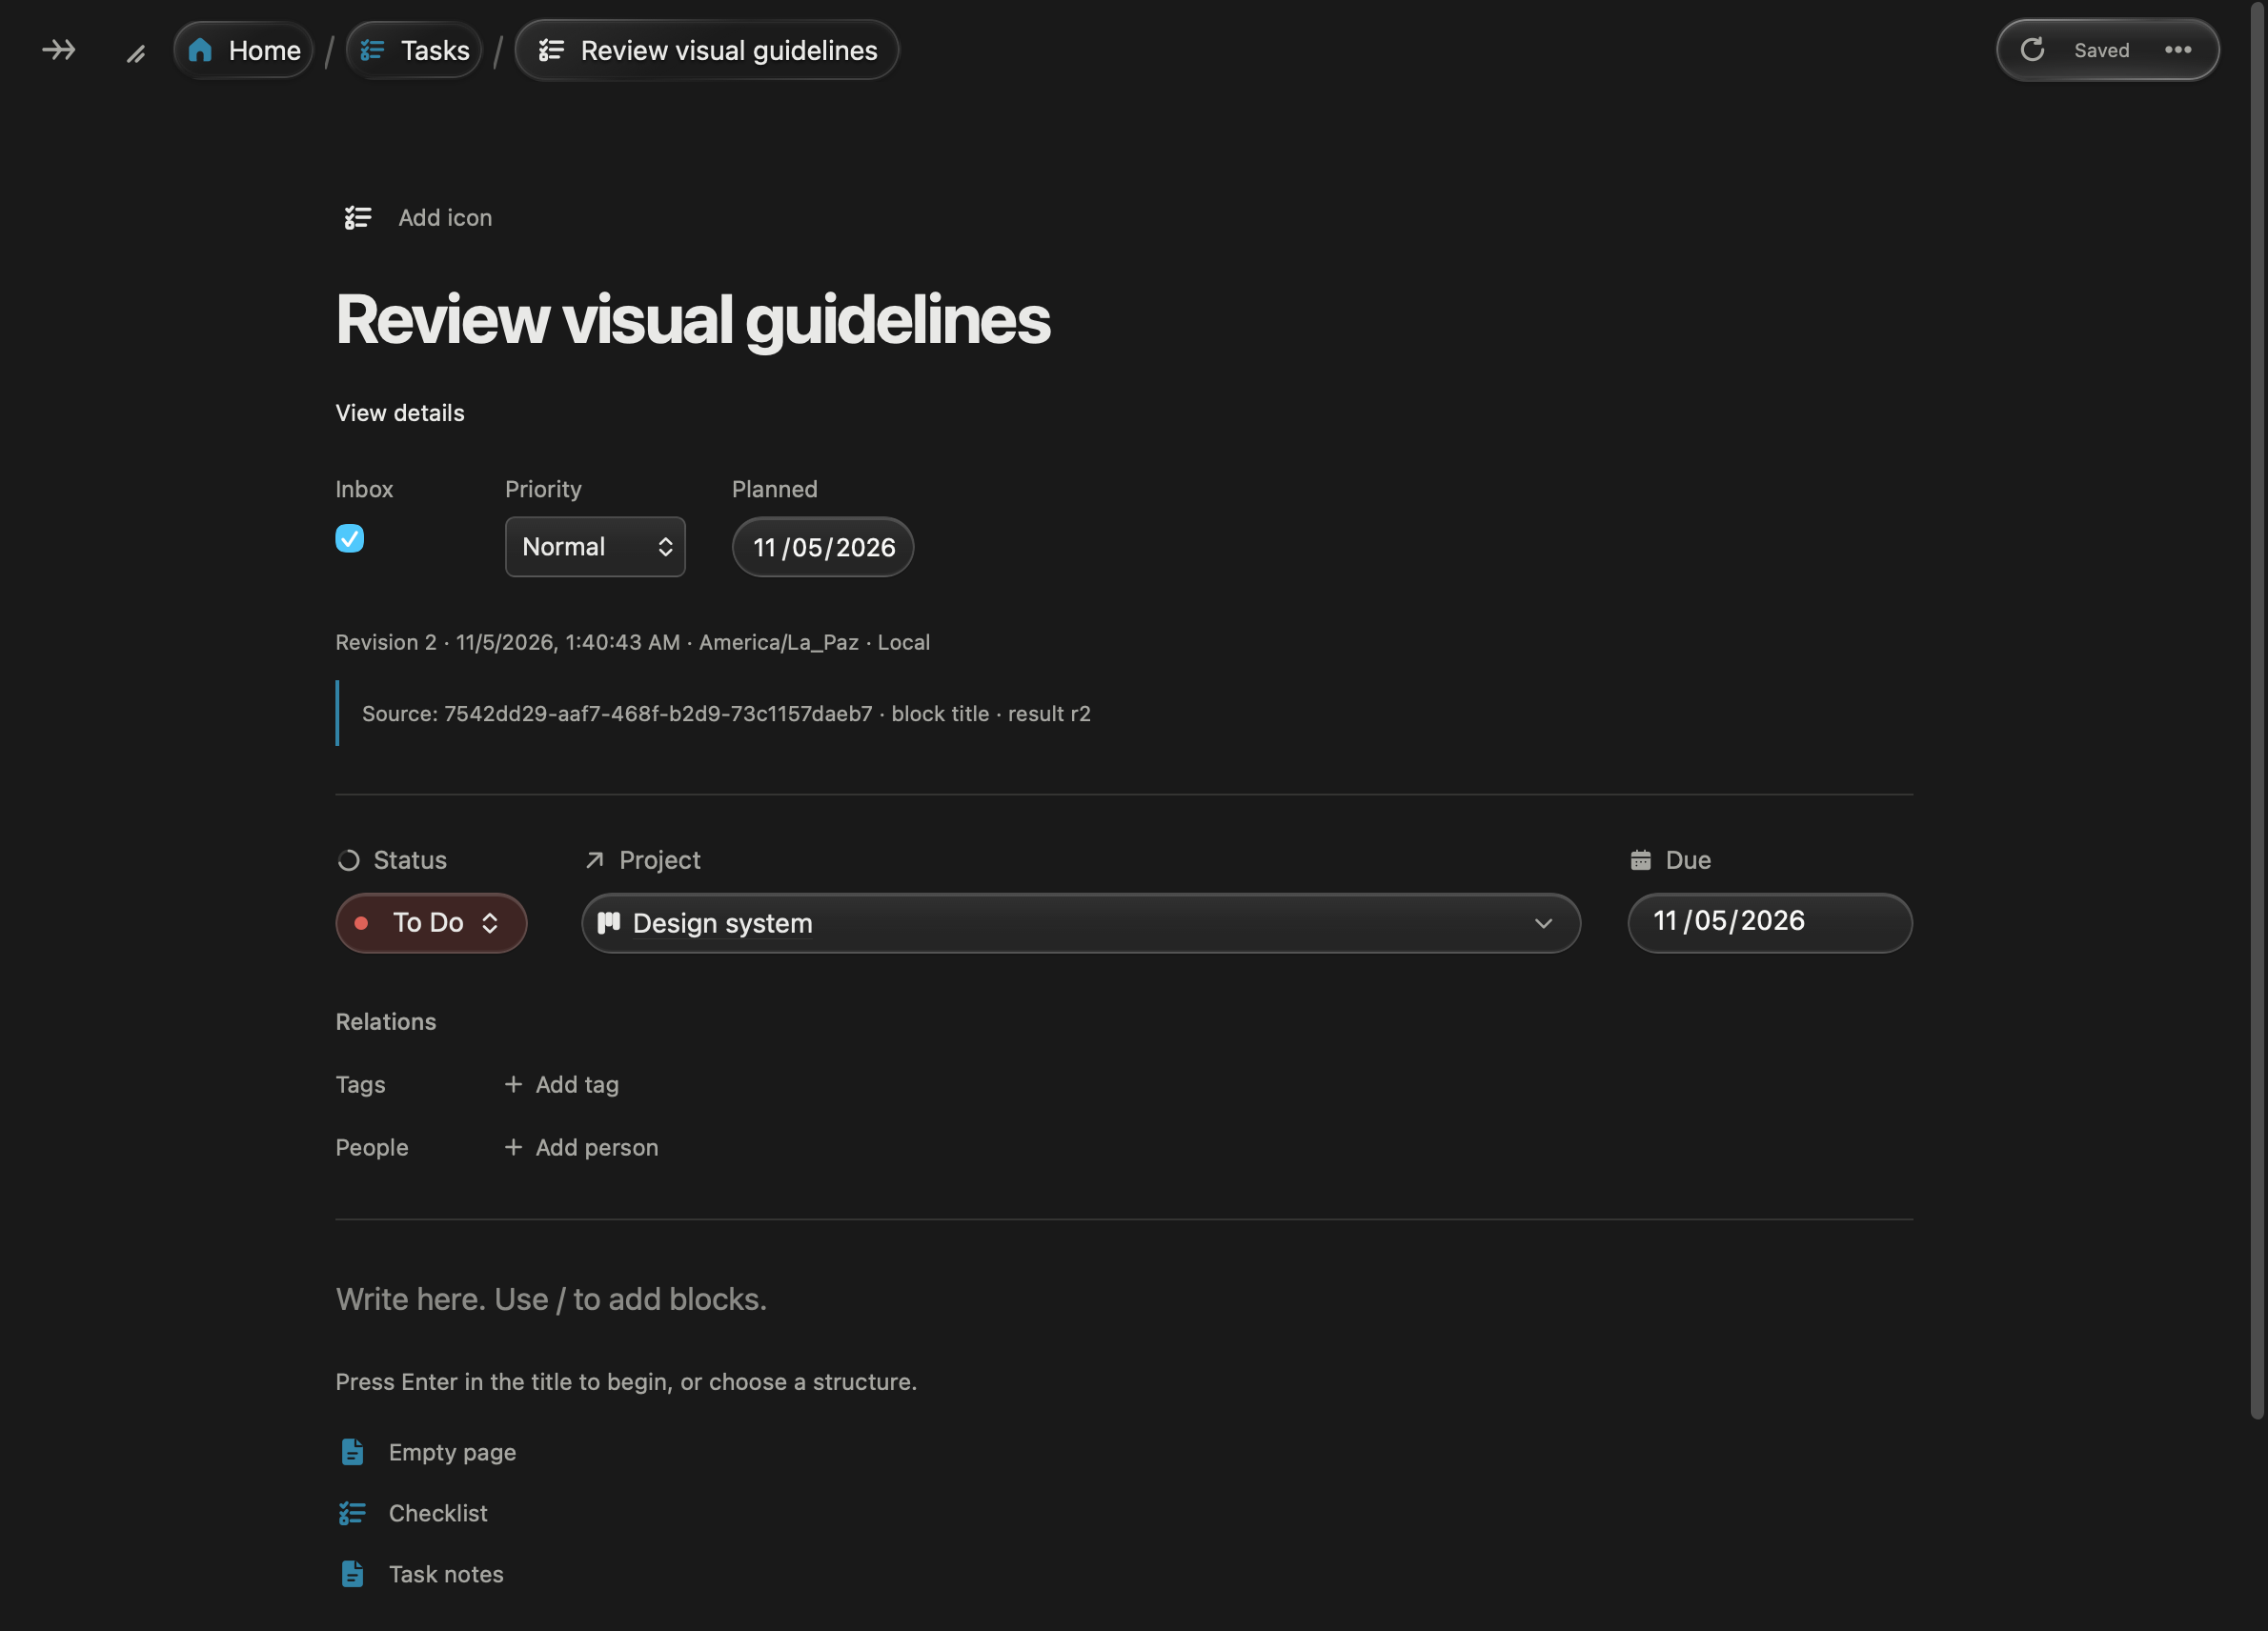 Home / Tasks / Review visual guidelines
Saved
Add icon
Review visual guidelines
View details
Inbox Priority Planned
Normal 11/05/2026
Revision 2 · 11/5/2026, 1:40:43 AM · America/La_Paz · Local
Source: 7542dd29-aaf7-468f-b2d9-73c1157daeb7 · block title · result r2
Status Project Due
To Do Design system 11/05/2026
Relations
Tags + Add tag
People + Add person
Write here. Use / to add blocks.
Press Enter in the title to begin, or choose a structure.
Empty page
Checklist
Task notes